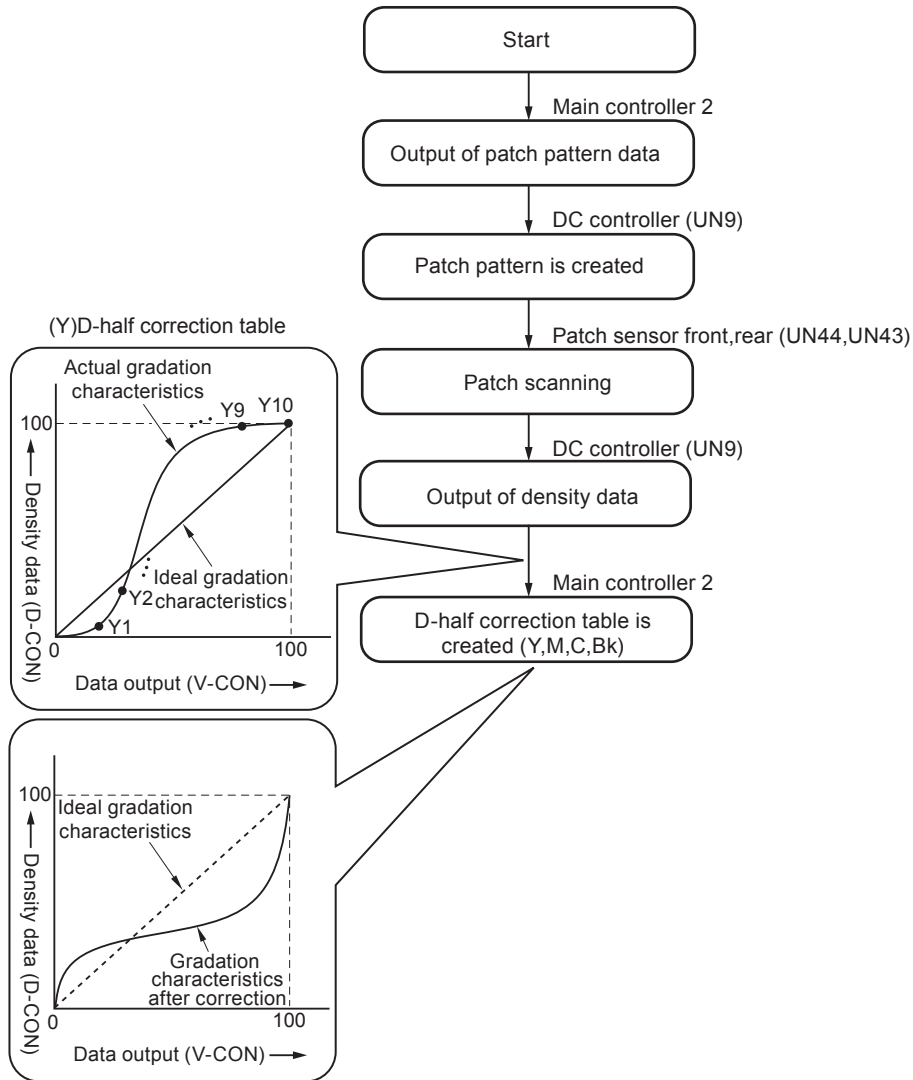 Start
Main controller 2
Output of patch pattern data
DC controller (UN9)
Patch pattern is created
Patch sensor front,rear (UN44,UN43)
Patch scanning
DC controller (UN9)
Output of density data
Main controller 2
D-half correction table is
created (Y,M,C,Bk)
(Y)D-half correction table
Actual gradation
characteristics
Y9
Y10
100
Density data (D-CON)
Ideal gradation
characteristics
Y2
Y1
0
100
Data output (V-CON)
100
Ideal gradation
characteristics
Density data (D-CON)
Gradation
characteristics
after correction
0
100
Data output (V-CON)